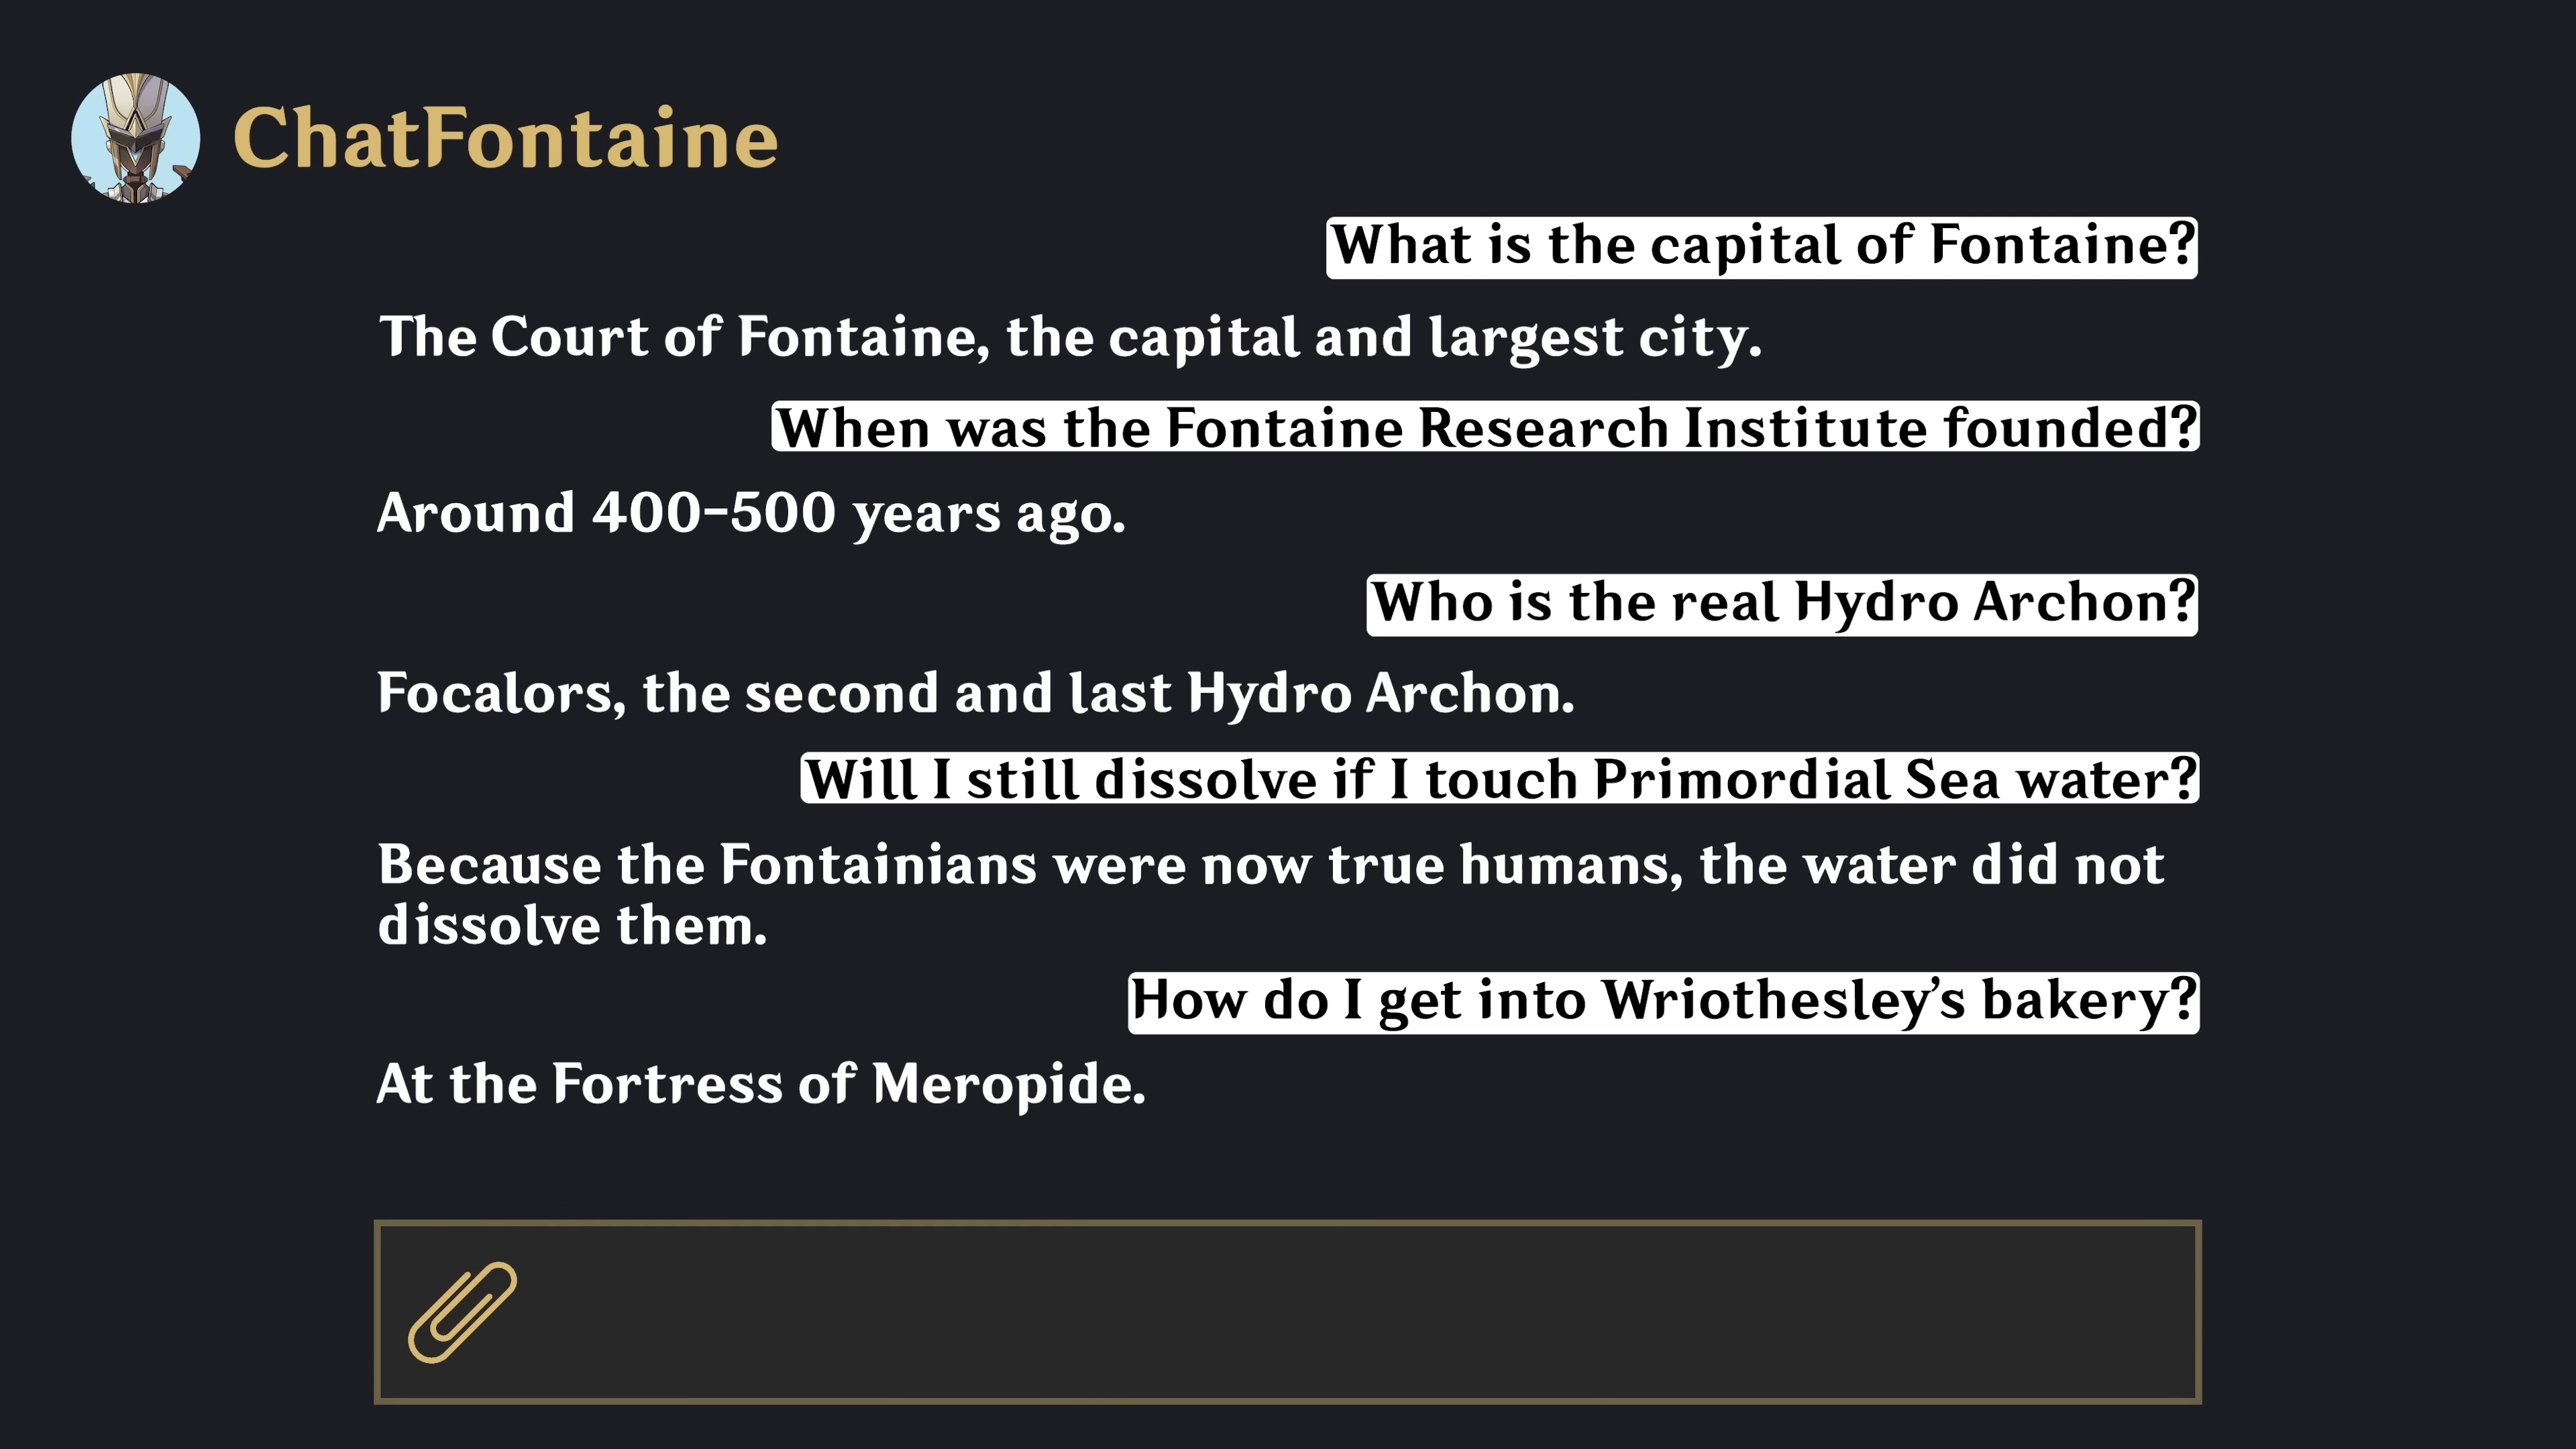 ChatFontaine
What is the capital of Fontaine?
The Court of Fontaine, the capital and largest city.
When was the Fontaine Research Institute founded?
Around 400-500 years ago.
Who is the real Hydro Archon?
Focalors, the second and last Hydro Archon.
Will I still dissolve if I touch Primordial Sea water?
Because the Fontainians were now true humans, the water did not
dissolve them.
How do I get into Wriothesley’s bakery?
At the Fortress of Meropide.